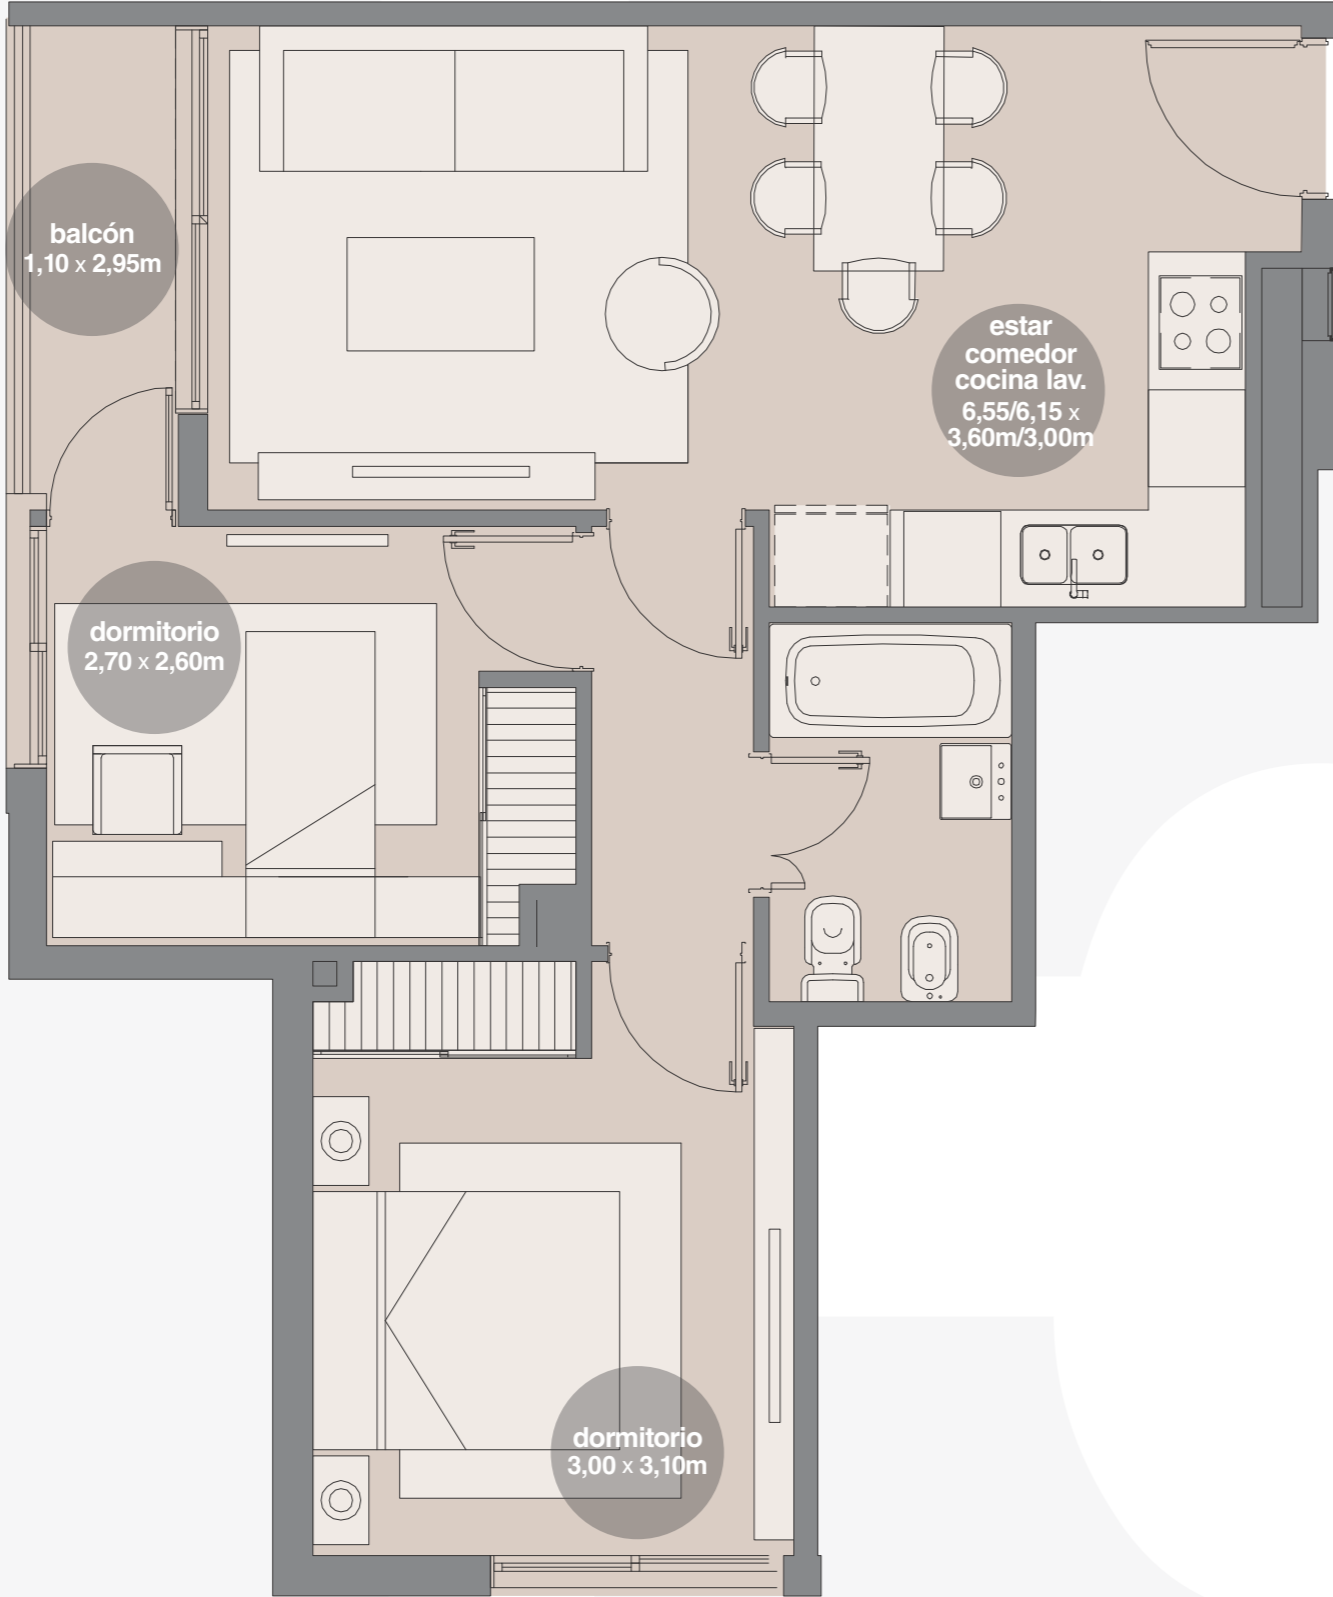 balcón
1,10 x 2,95m
estar
comedor
cocina lav.
6,55/6,15 x
3,60m/3,00m
dormitorio
2,70 x 2,60m
dormitorio
3,00 x 3,10m